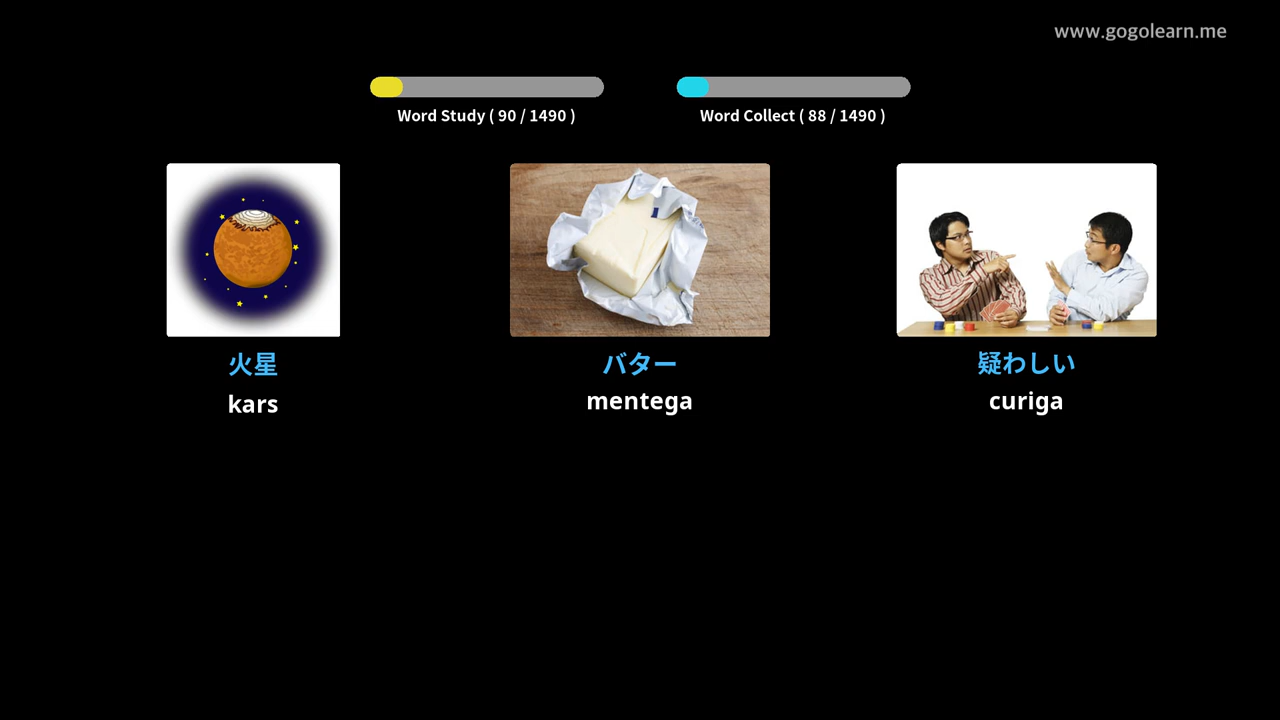 www.gogolearn.me
Word Study ( 90 / 1490 )
Word Collect ( 88 / 1490 )
火星
バター
疑わしい
kars
mentega
curiga